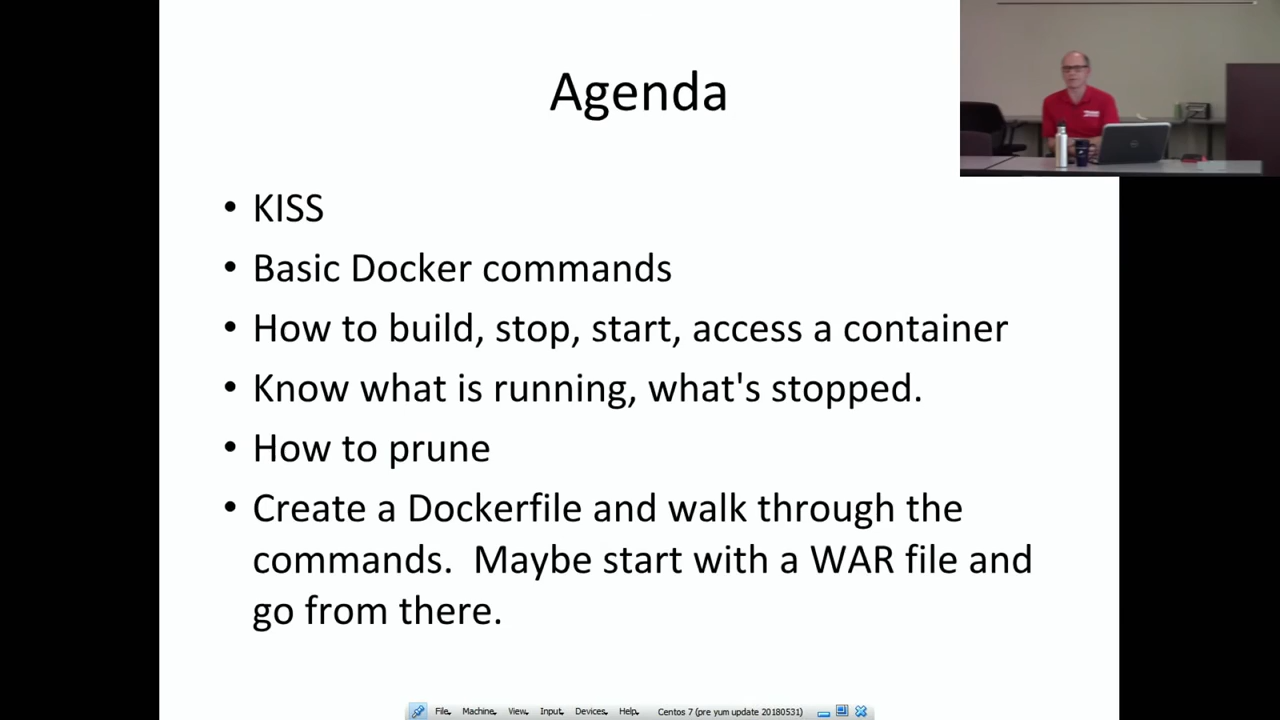 Agenda
• KISS
• Basic Docker commands
• How to build, stop, start, access a container
• Know what is running, what's stopped.
• How to prune
• Create a Dockerfile and walk through the
commands.  Maybe start with a WAR file and
go from there.
File Machine View Input Devices Help Centos 7 (pre yum update 20180531)